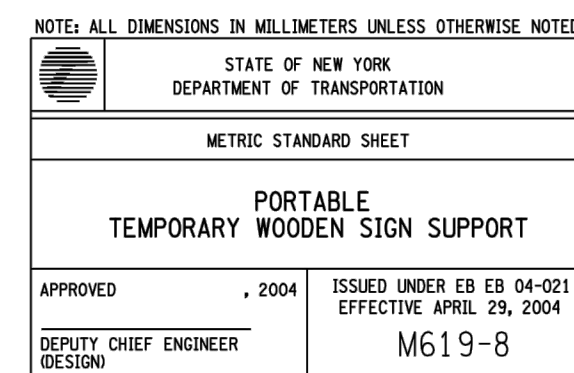 NOTE: ALL DIMENSIONS IN MILLIMETERS UNLESS OTHERWISE NOTED
STATE OF NEW YORK
DEPARTMENT OF TRANSPORTATION
METRIC STANDARD SHEET
PORTABLE
TEMPORARY WOODEN SIGN SUPPORT
APPROVED , 2004
DEPUTY CHIEF ENGINEER
(DESIGN)
ISSUED UNDER EB EB 04-021
EFFECTIVE APRIL 29, 2004
M619-8